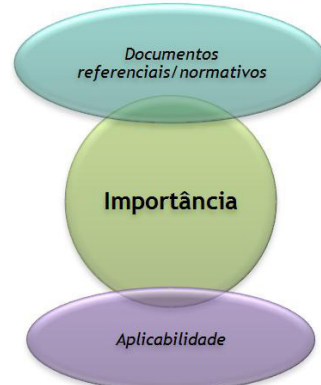 Documentos
referenciais/normativos
Importância
Aplicabilidade